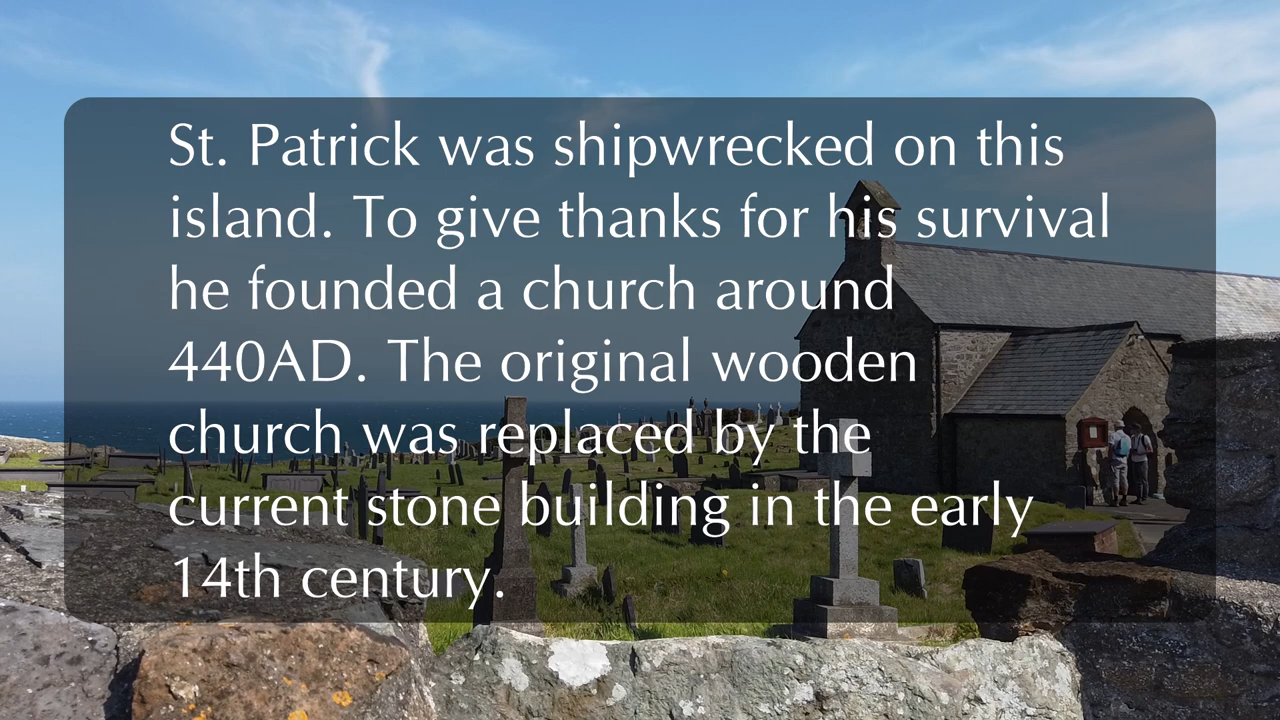 St. Patrick was shipwrecked on this
island. To give thanks for his survival
he founded a church around
440AD. The original wooden
church was replaced by the
current stone building in the early
14th century.